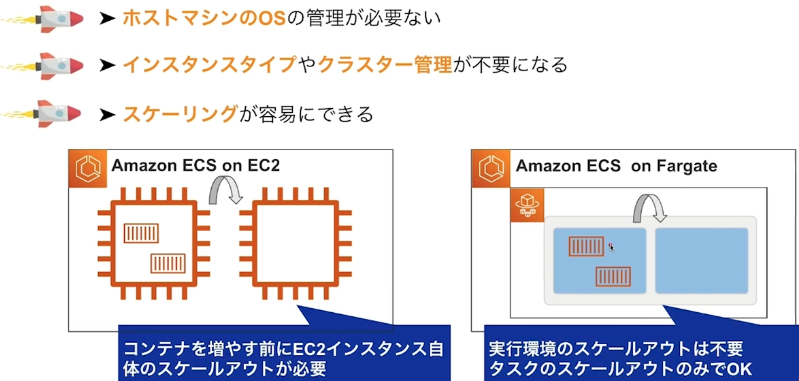 ➤ ホストマシンのOSの管理が必要ない
➤ インスタンスタイプやクラスター管理が不要になる
➤ スケーリングが容易にできる
Amazon ECS on EC2
コンテナを増やす前にEC2インスタンス自
体のスケールアウトが必要
Amazon ECS on Fargate
実行環境のスケールアウトは不要
タスクのスケールアウトのみでOK